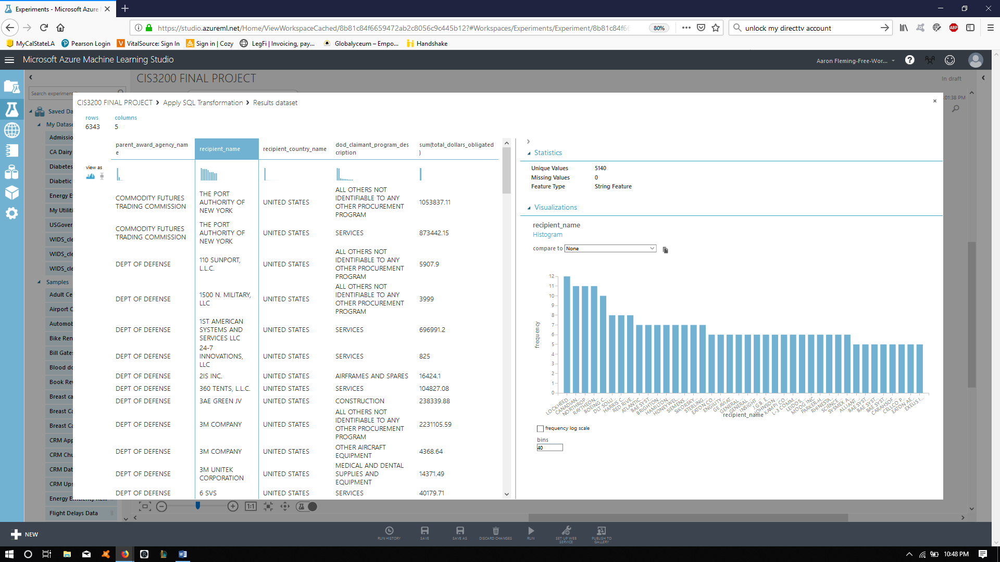 Experiments - Microsoft Azure
https://studio.azureml.net/Home/ViewWorkspaceCached/8b81c84f6659472ab2c8056c9c445b12?#Workspaces/Experiments/Experiment/8b81c84f66
80%
unlock my directtv account
MyCalStateLA
Pearson Login
VitalSource: Sign In
Sign in | Cozy
LegFi | Invoicing, pay...
Globalyceum – Empo...
Handshake
Microsoft Azure Machine Learning Studio
Aaron Fleming-Free-Wor...
CIS3200 FINAL PROJECT
In draft
:01:38 PM
Search experiment
Saved Da
My Datase
Admissio
CA Dairy
Diabetes
Diabetic
Energy E
My Utiliti
USGover
WIDS_cle
WIDS_cle
WIDS_cle
Samples
Adult Ce
Airport C
Automob
Bike Ren
Bill Gates
Blood do
Book Rev
Breast ca
Breast Ca
Breast Ca
CRM App
CRM Chu
CRM Dat
CRM Ups
Flight Delays Data
CIS3200 FINAL PROJECT > Apply SQL Transformation > Results dataset
rows columns
6343 5
parent_award_agency_nam
e
recipient_name
recipient_country_name
dod_claimant_program_des
cription
sum(total_dollars_obligated
)
view as
COMMODITY FUTURES
TRADING COMMISSION
THE PORT
AUTHORITY OF
NEW YORK
UNITED STATES
ALL OTHERS NOT
IDENTIFIABLE TO ANY
OTHER PROCUREMENT
PROGRAM
1053837.11
COMMODITY FUTURES
TRADING COMMISSION
THE PORT
AUTHORITY OF
NEW YORK
UNITED STATES
SERVICES
873442.15
DEPT OF DEFENSE
110 SUNPORT,
L.L.C.
UNITED STATES
ALL OTHERS NOT
IDENTIFIABLE TO ANY
OTHER PROCUREMENT
PROGRAM
5907.9
DEPT OF DEFENSE
1500 N. MILITARY,
LLC
UNITED STATES
ALL OTHERS NOT
IDENTIFIABLE TO ANY
OTHER PROCUREMENT
PROGRAM
3999
DEPT OF DEFENSE
1ST AMERICAN
SYSTEMS AND
SERVICES LLC
UNITED STATES
SERVICES
696991.2
DEPT OF DEFENSE
24-7
INNOVATIONS,
LLC
UNITED STATES
SERVICES
825
DEPT OF DEFENSE
2IS INC.
UNITED STATES
AIRFRAMES AND SPARES
16424.1
DEPT OF DEFENSE
360 TENTS, L.L.C.
UNITED STATES
SERVICES
104827.08
DEPT OF DEFENSE
3AE GREEN JV
UNITED STATES
CONSTRUCTION
238339.88
DEPT OF DEFENSE
3M COMPANY
UNITED STATES
ALL OTHERS NOT
IDENTIFIABLE TO ANY
OTHER PROCUREMENT
PROGRAM
2231105.59
DEPT OF DEFENSE
3M COMPANY
UNITED STATES
OTHER AIRCRAFT
EQUIPMENT
4368.64
DEPT OF DEFENSE
3M UNITEK
CORPORATION
UNITED STATES
MEDICAL AND DENTAL
SUPPLIES AND
EQUIPMENT
14371.49
DEPT OF DEFENSE
6 SVS
UNITED STATES
SERVICES
40179.71
Statistics
Unique Values 5140
Missing Values 0
Feature Type String Feature
Visualizations
recipient_name
Histogram
compare to None
12
11
10
9
8
7
6
5
4
3
2
1
0
frequency
LOCKHEED...
CANADIAN...
NORTHROP...
RAYTHEON...
BOEING C...
DLT SOLU...
HARRIS C...
RED RIVE...
ATLANTIC...
BAE SYST...
BRIGHTON...
HAMILTON...
HONEYWEL...
SIEMENS ...
SIKORSKY...
STERLING...
EATON CO...
ENGILITY...
GE AVIAT...
GENERAL ...
GENERAL ...
INSIGHT ...
J.G.B. E...
JOHNSON ...
KAMPI CO...
L-3 COMM...
LEIDOS, ...
MOOG INC
PARKER-H...
RHINESTA...
SCIENCE ...
SYSMEX A...
ALLIANT ...
BAE SYST...
BAE SYST...
BAE SYST...
CARAHSOF...
CELLCO P...
EATON AE...
EXELIS I...
recipient_name
frequency log scale
bins
40
1:1
NEW
RUN HISTORY
SAVE
SAVE AS
DISCARD CHANGES
RUN
SET UP WEB
SERVICE
PUBLISH TO
GALLERY
10:48 PM